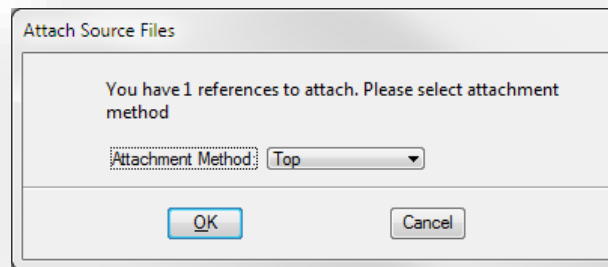 Attach Source Files
You have 1 references to attach. Please select attachment
method
Attachment Method: Top
OK Cancel